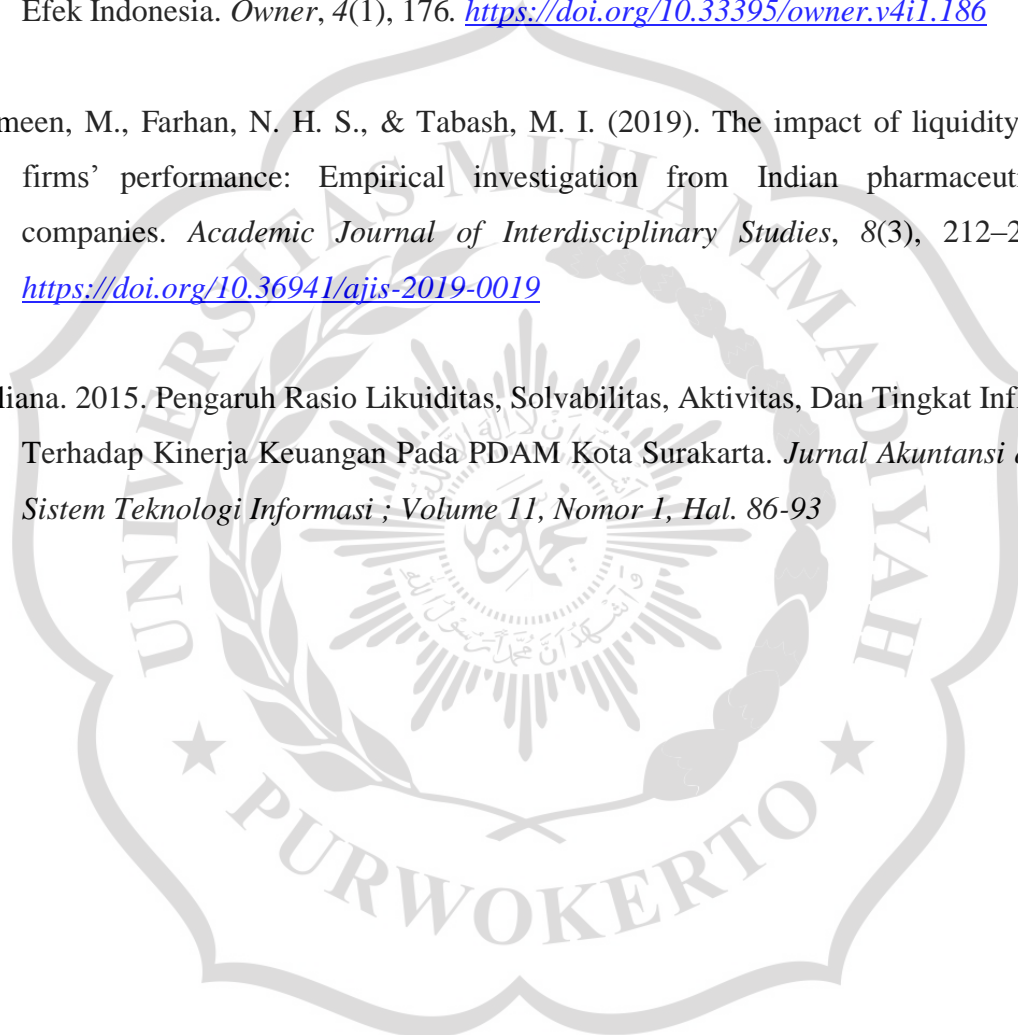 Efek Indonesia. Owner, 4(1), 176. https://doi.org/10.33395/owner.v4i1.186
meen, M., Farhan, N. H. S., & Tabash, M. I. (2019). The impact of liquidity
firms’ performance: Empirical investigation from Indian pharmaceuti
companies. Academic Journal of Interdisciplinary Studies, 8(3), 212–2
https://doi.org/10.36941/ajis-2019-0019
liana. 2015. Pengaruh Rasio Likuiditas, Solvabilitas, Aktivitas, Dan Tingkat Inf
Terhadap Kinerja Keuangan Pada PDAM Kota Surakarta. Jurnal Akuntansi
Sistem Teknologi Informasi ; Volume 11, Nomor 1, Hal. 86-93
UNIVERSITAS MUHAMMADIYAH
PURWOKERTO